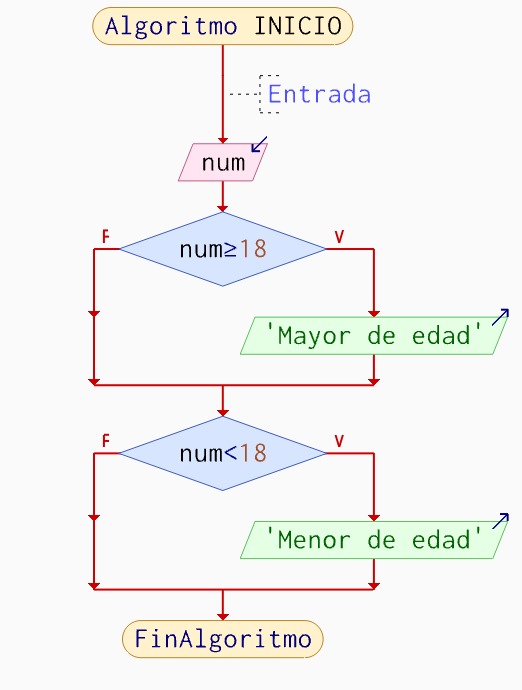 Algoritmo INICIO
Entrada
num
num≥18
F
V
'Mayor de edad'
num<18
F
V
'Menor de edad'
FinAlgoritmo